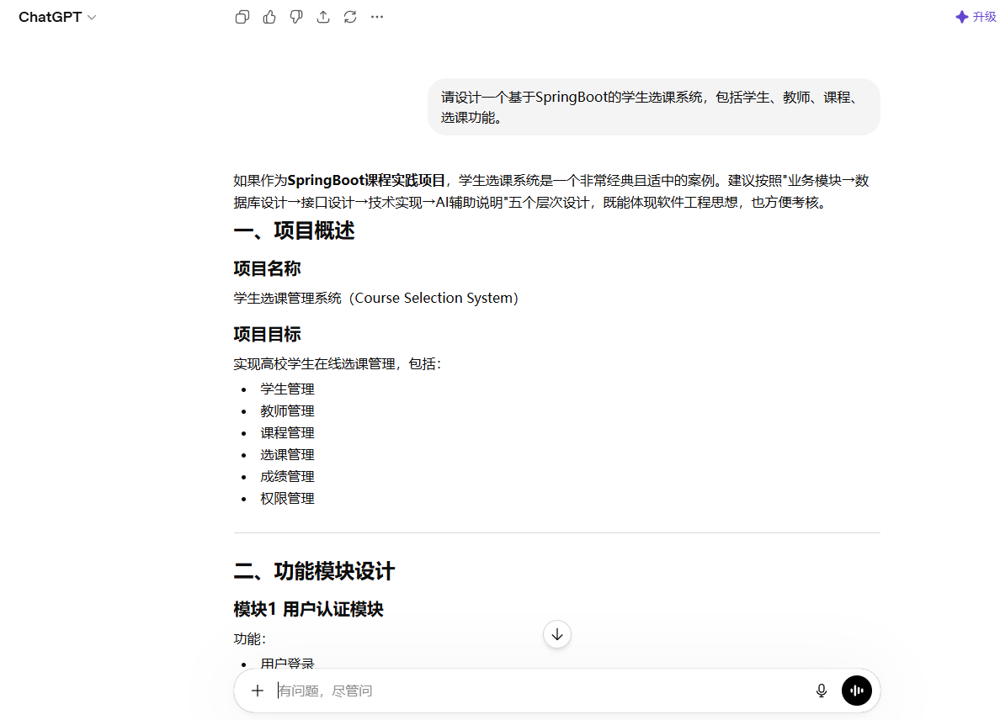 ChatGPT
升级
请设计一个基于SpringBoot的学生选课系统，包括学生、教师、课程、
选课功能。
如果作为SpringBoot课程实践项目，学生选课系统是一个非常经典且适中的案例。建议按照"业务模块→数
据库设计→接口设计→技术实现→AI辅助说明"五个层次设计，既能体现软件工程思想，也方便考核。
一、项目概述
项目名称
学生选课管理系统（Course Selection System）
项目目标
实现高校学生在线选课管理，包括：
• 学生管理
• 教师管理
• 课程管理
• 选课管理
• 成绩管理
• 权限管理
二、功能模块设计
模块1 用户认证模块
功能：
• 用户登录
有问题，尽管问